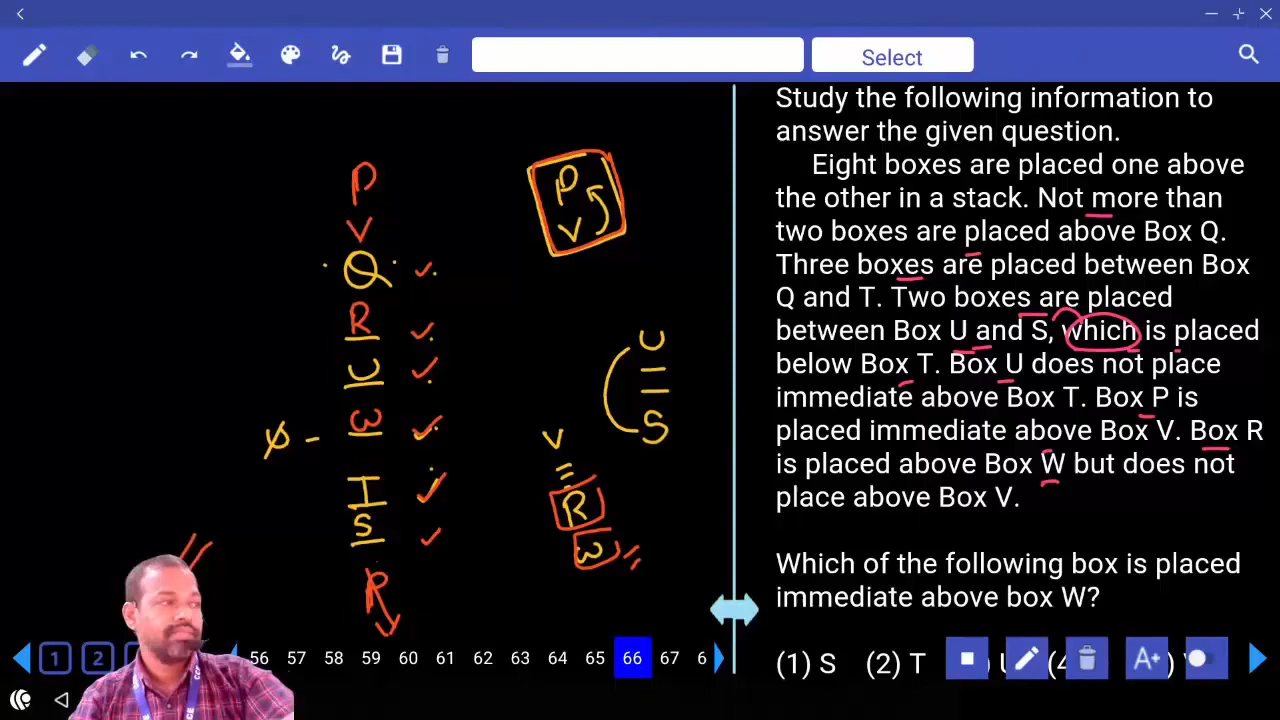 Select
Study the following information to
answer the given question.
Eight boxes are placed one above
the other in a stack. Not more than
two boxes are placed above Box Q.
Three boxes are placed between Box
Q and T. Two boxes are placed
between Box U and S, which is placed
below Box T. Box U does not place
immediate above Box T. Box P is
placed immediate above Box V. Box R
is placed above Box W but does not
place above Box V.
Which of the following box is placed
immediate above box W?
(1) S (2) T
P
V
Q
R
U
W
T
S
R
P
V
U
S
V
R
W
1 2 56 57 58 59 60 61 62 63 64 65 66 67 6
A+